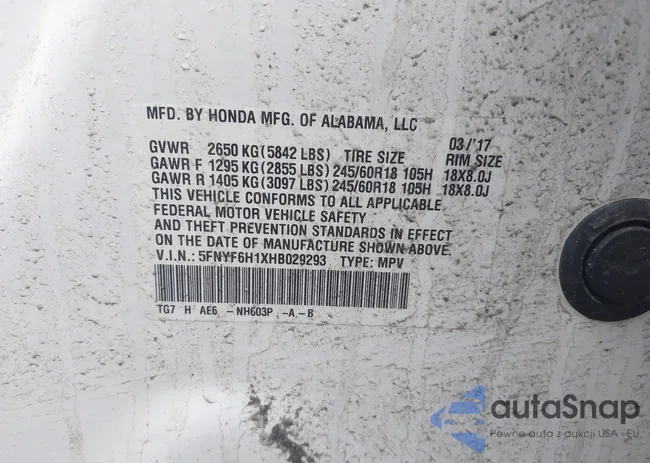 MFD. BY HONDA MFG. OF ALABAMA, LLC
GVWR 2650 KG(5842 LBS) TIRE SIZE 03/'17 RIM SIZE
GAWR F 1295 KG(2855 LBS) 245/60R18 105H 18X8.0J
GAWR R 1405 KG(3097 LBS) 245/60R18 105H 18X8.0J
THIS VEHICLE CONFORMS TO ALL APPLICABLE
FEDERAL MOTOR VEHICLE SAFETY
AND THEFT PREVENTION STANDARDS IN EFFECT
ON THE DATE OF MANUFACTURE SHOWN ABOVE.
V.I.N.: 5FNYF6H1XHB029293 TYPE: MPV
TG7 H AE6 -NH603P -A-B
autaSnap
Pewne auta z aukcji USA i EU